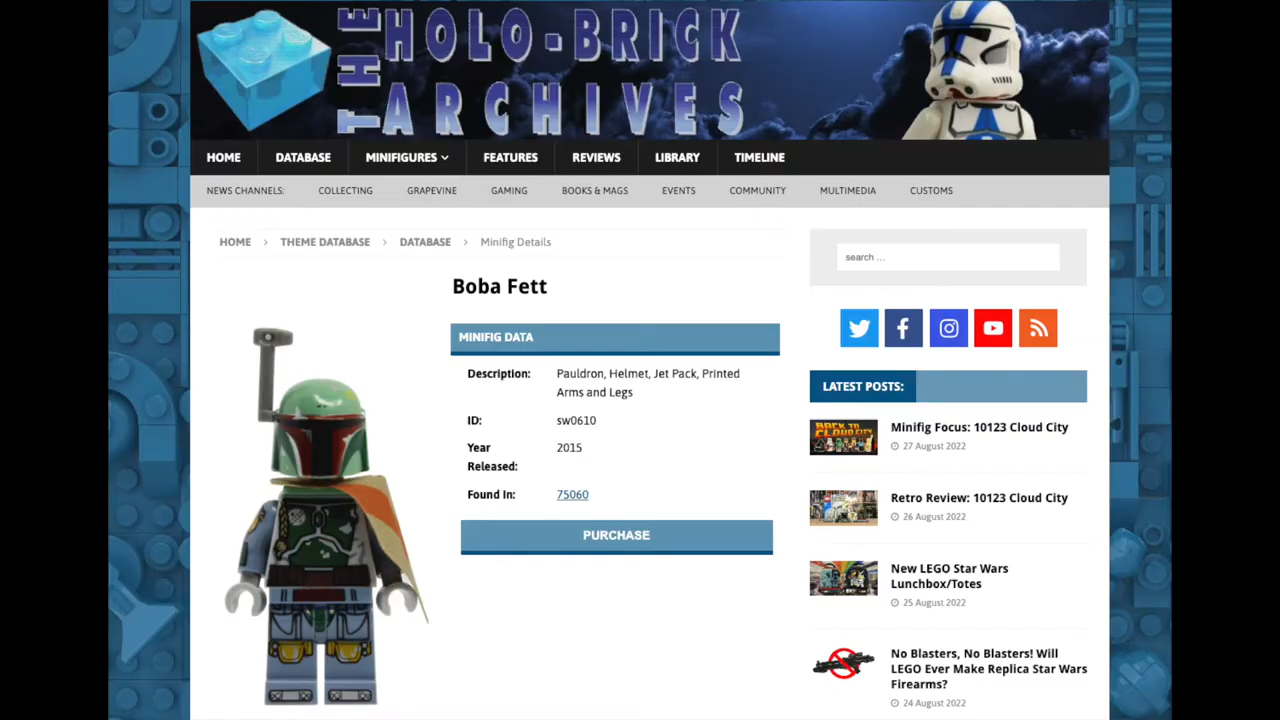 THE HOLO-BRICK
ARCHIVES
HOME DATABASE MINIFIGURES FEATURES REVIEWS LIBRARY TIMELINE
NEWS CHANNELS: COLLECTING GRAPEVINE GAMING BOOKS & MAGS EVENTS COMMUNITY MULTIMEDIA CUSTOMS
HOME > THEME DATABASE > DATABASE > Minifig Details
Boba Fett
MINIFIG DATA
Description: Pauldron, Helmet, Jet Pack, Printed
Arms and Legs
ID: sw0610
Year 2015
Released:
Found In: 75060
PURCHASE
search ...
LATEST POSTS:
BACK TO
CLOUD CITY
Minifig Focus: 10123 Cloud City
27 August 2022
Retro Review: 10123 Cloud City
26 August 2022
New LEGO Star Wars
Lunchbox/Totes
25 August 2022
No Blasters, No Blasters! Will
LEGO Ever Make Replica Star Wars
Firearms?
24 August 2022